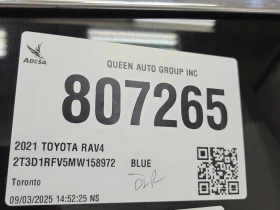 ADESA
QUEEN AUTO GROUP INC
807265
2021 TOYOTA RAV4
2T3D1RFV5MW158972 BLUE
Toronto
09/03/2025 14:52:25 NS